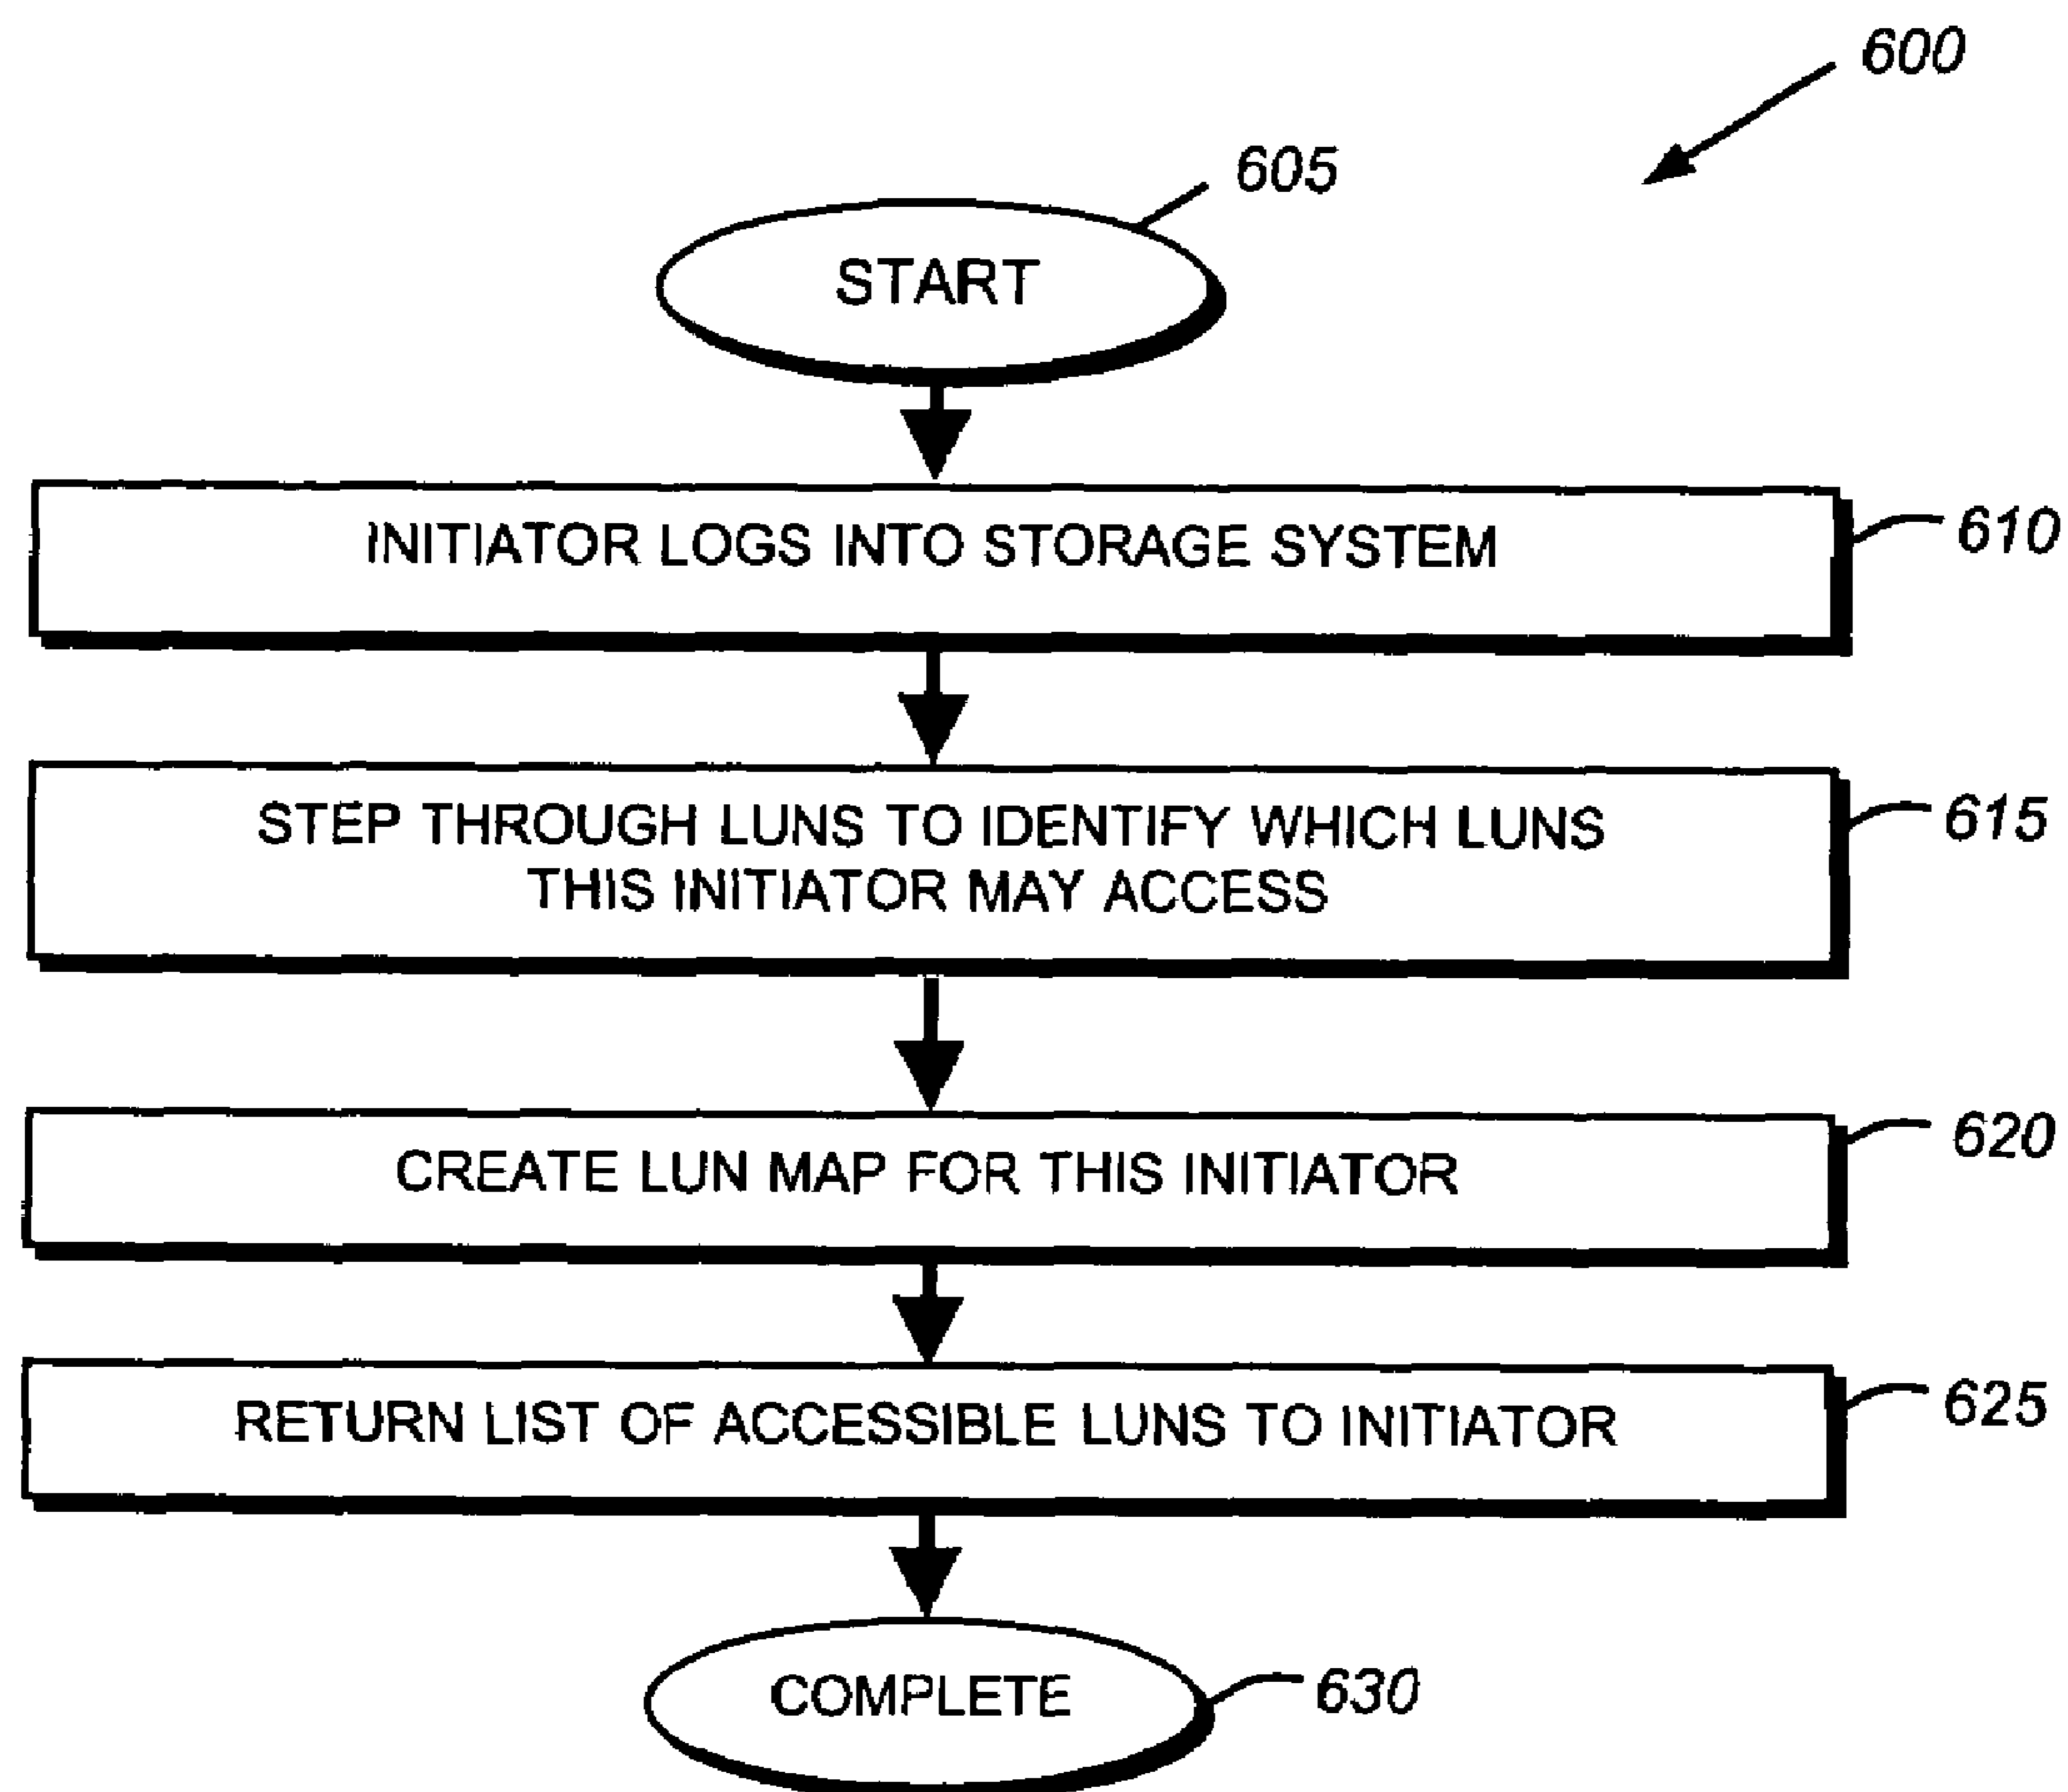 600
605
START
INITIATOR LOGS INTO STORAGE SYSTEM
610
STEP THROUGH LUNS TO IDENTIFY WHICH LUNS
THIS INITIATOR MAY ACCESS
615
CREATE LUN MAP FOR THIS INITIATOR
620
RETURN LIST OF ACCESSIBLE LUNS TO INITIATOR
625
COMPLETE
630